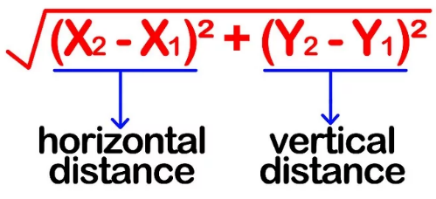 √(X₂ - X₁)² + (Y₂ - Y₁)²
horizontal vertical
distance distance